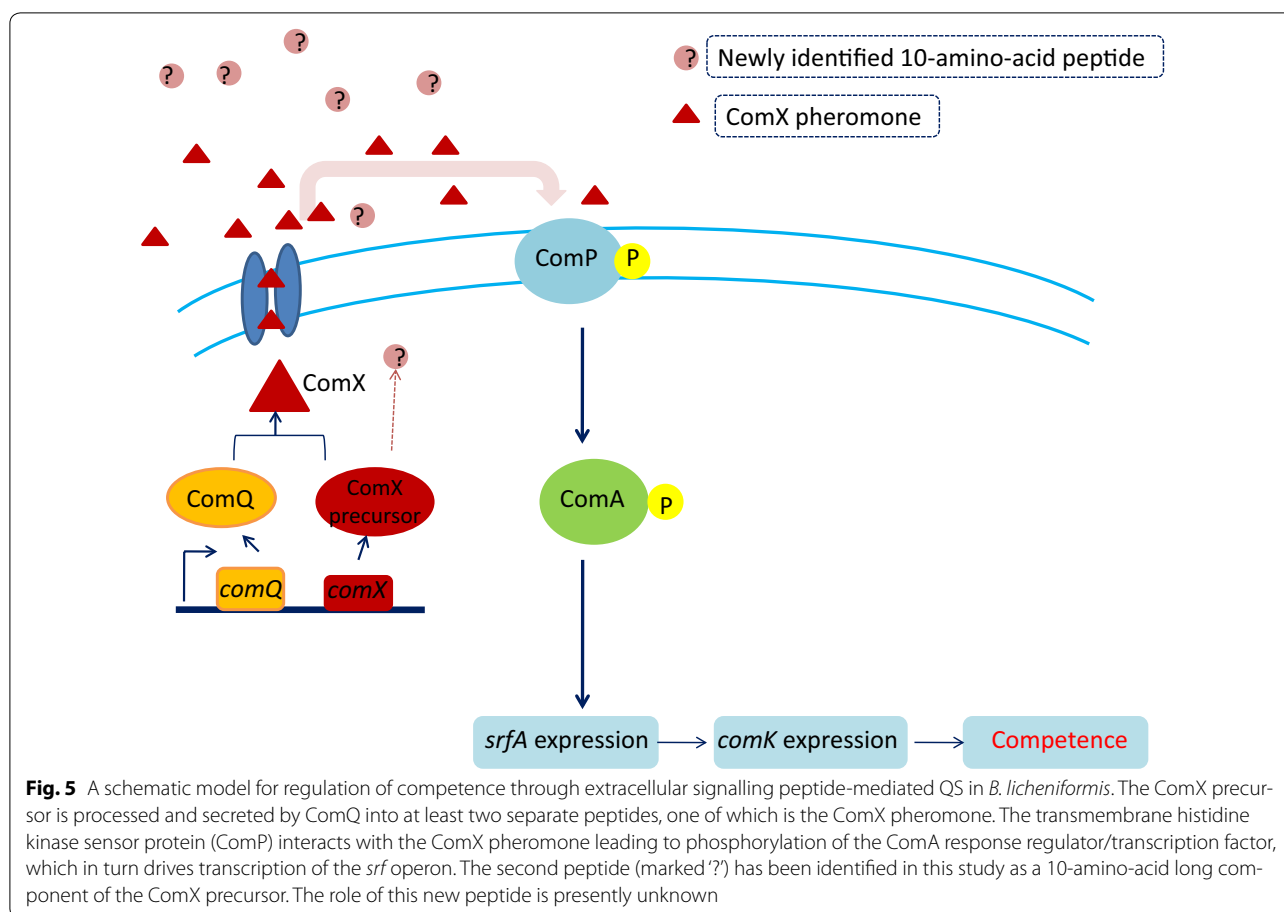 ?
?
?
?
?
? Newly identified 10-amino-acid peptide
ComX pheromone
?
ComP P
?
ComX
ComQ
ComX
precursor
ComA P
comQ comX
srfA expression comK expression Competence
Fig. 5 A schematic model for regulation of competence through extracellular signalling peptide-mediated QS in B. licheniformis. The ComX precur-
sor is processed and secreted by ComQ into at least two separate peptides, one of which is the ComX pheromone. The transmembrane histidine
kinase sensor protein (ComP) interacts with the ComX pheromone leading to phosphorylation of the ComA response regulator/transcription factor,
which in turn drives transcription of the srf operon. The second peptide (marked ‘?’) has been identified in this study as a 10-amino-acid long com-
ponent of the ComX precursor. The role of this new peptide is presently unknown